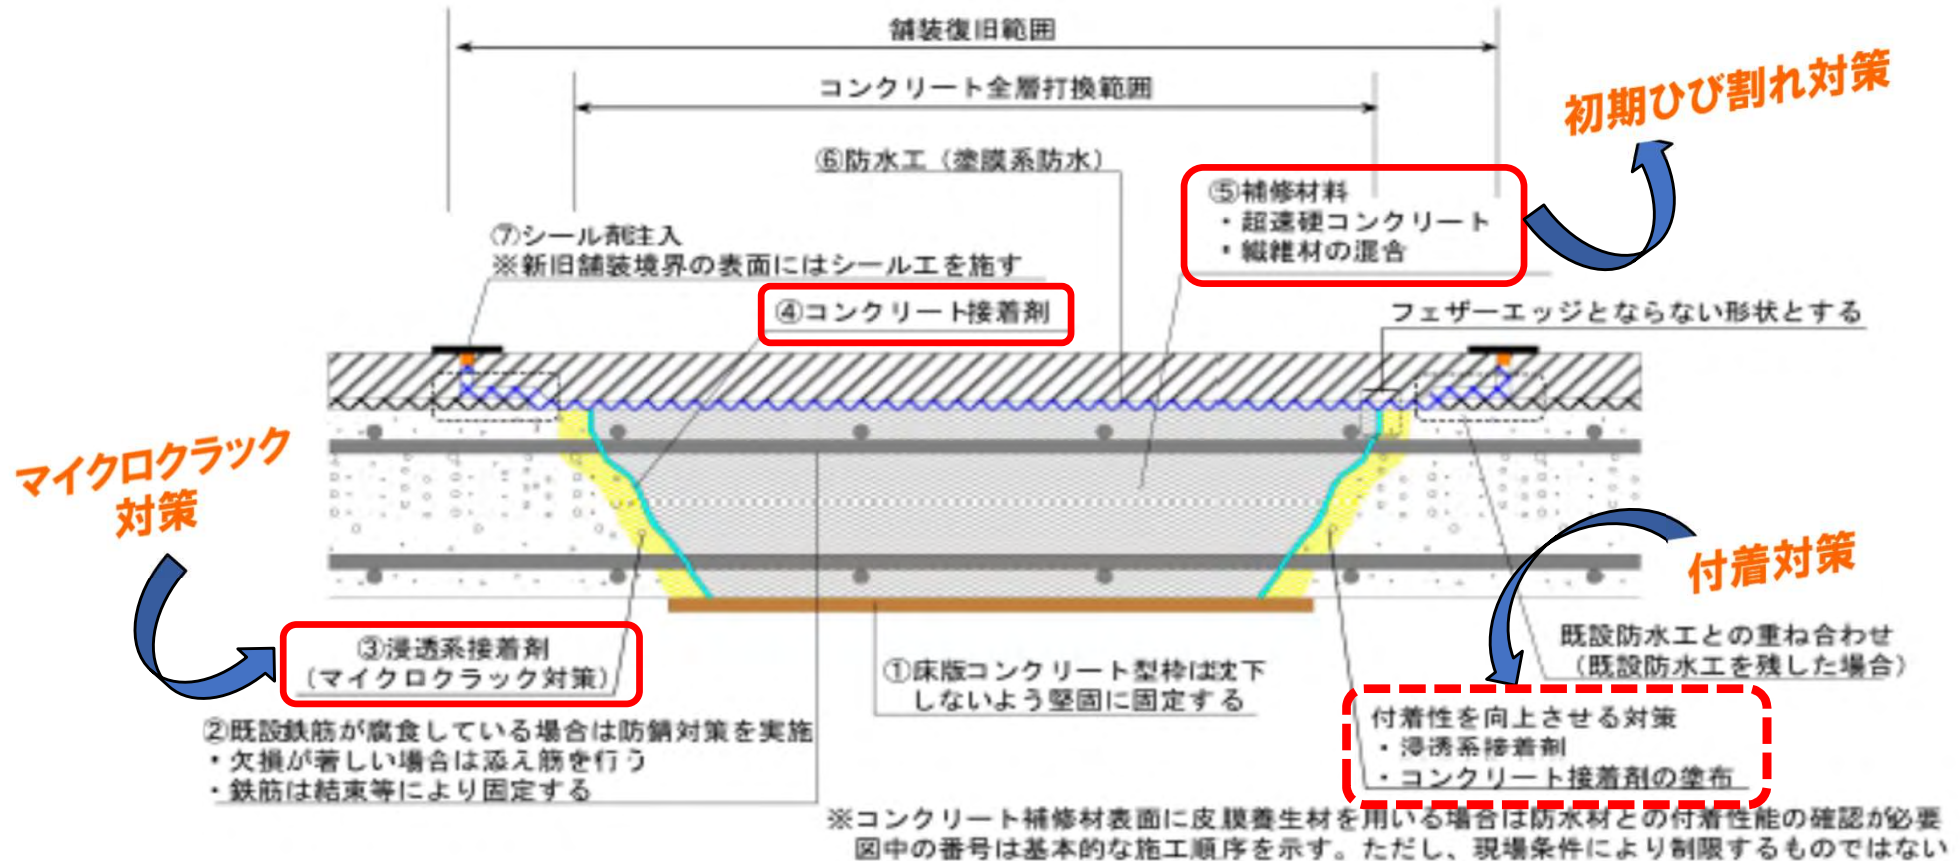 舗装復旧範囲
コンクリート全層打換範囲
初期ひび割れ対策
⑥防水工（塗膜系防水）
⑤補修材料
・超速硬コンクリート
・繊維材の混合
⑦シール剤注入
※新旧舗装境界の表面にはシール工を施す
④コンクリート接着剤
フェザーエッジとならない形状とする
マイクロクラック
対策
付着対策
③浸透系接着剤
（マイクロクラック対策）
①床版コンクリート型枠は沈下
しないよう堅固に固定する
既設防水工との重ね合わせ
（既設防水工を残した場合）
②既設鉄筋が腐食している場合は防錆対策を実施
・欠損が著しい場合は添え筋を行う
・鉄筋は結束等により固定する
付着性を向上させる対策
・浸透系接着剤
・コンクリート接着剤の塗布
※コンクリート補修材表面に皮膜養生材を用いる場合は防水材との付着性能の確認が必要
図中の番号は基本的な施工順序を示す。ただし、現場条件により制限するものではない